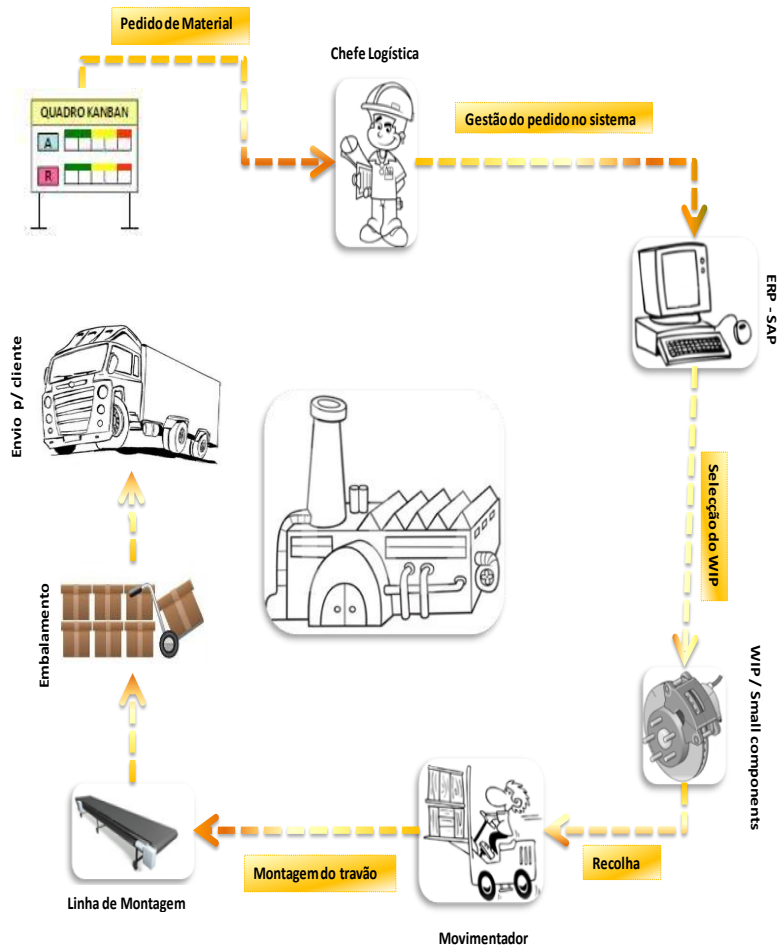 Pedido de Material
Chefe Logística
QUADRO KANBAN
A
R
Gestão do pedido no sistema
ERP - SAP
Selecção do WIP
WIP / Small components
Recolha
Movimentador
Montagem do travão
Linha de Montagem
Embalamento
Envio p/ cliente